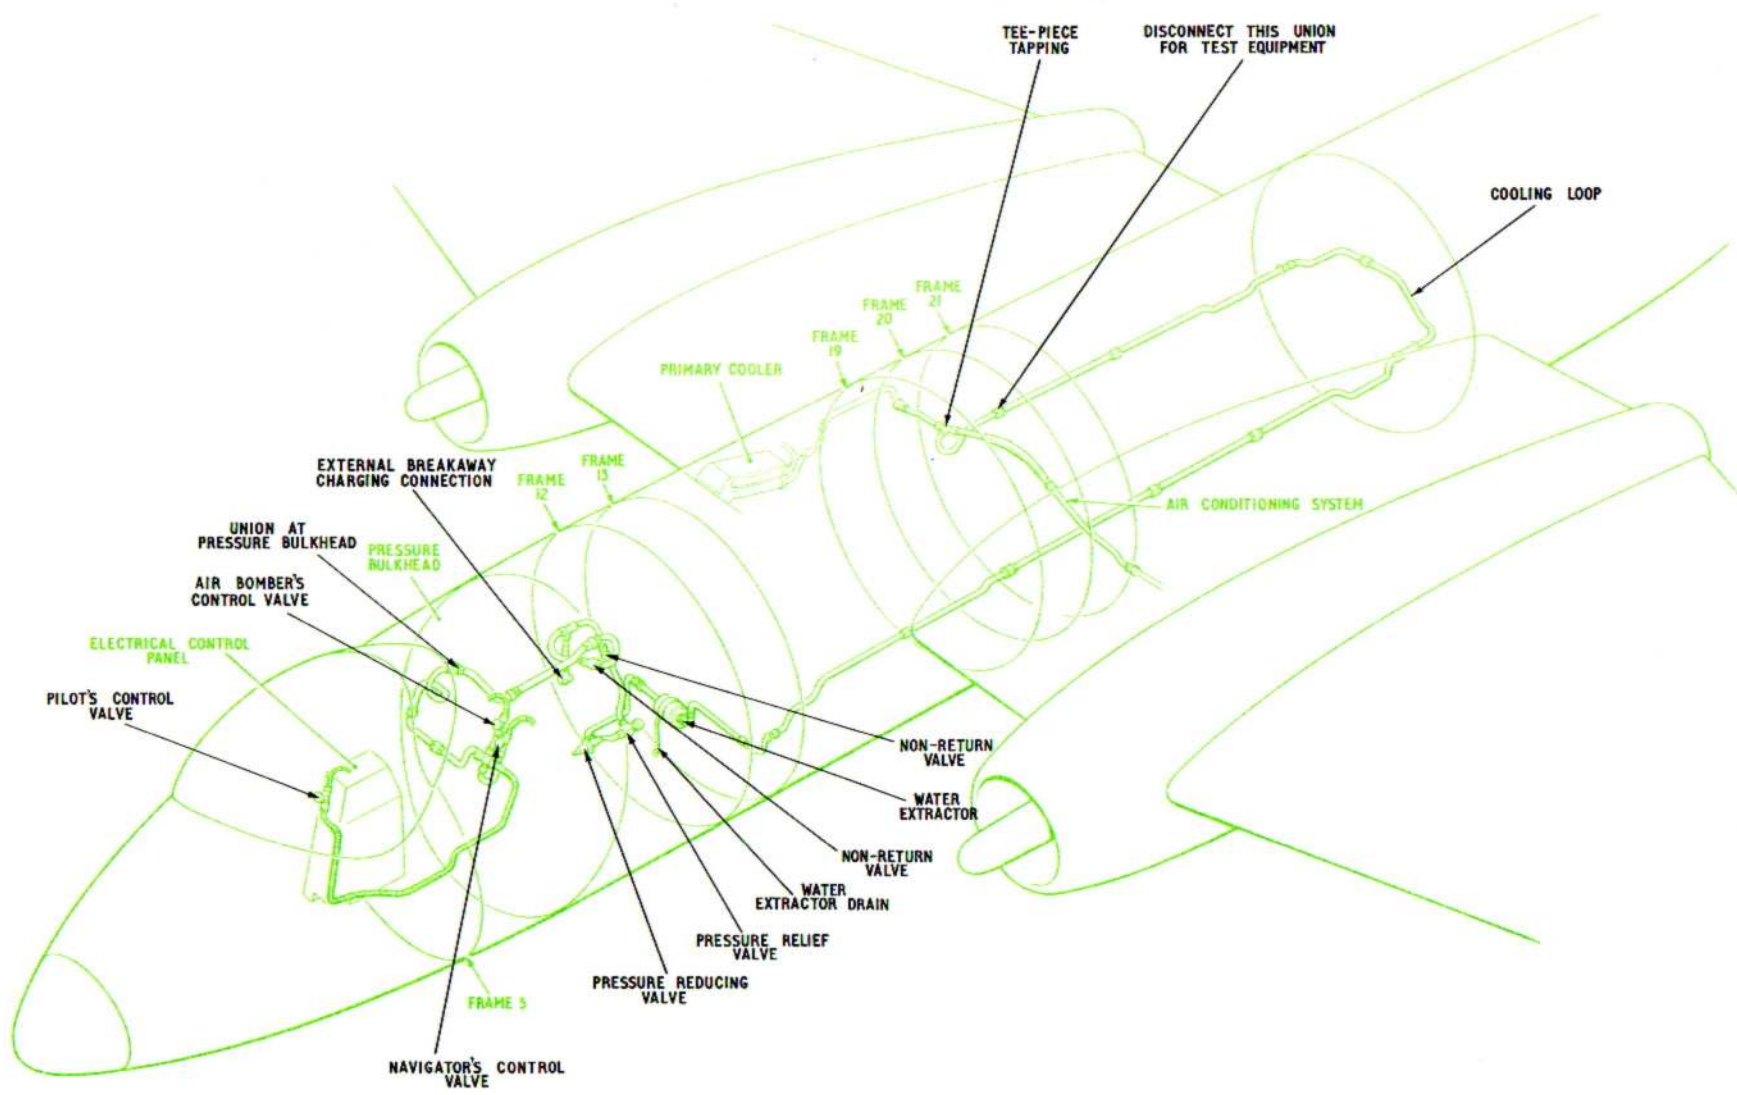 TEE-PIECE
TAPPING
DISCONNECT THIS UNION
FOR TEST EQUIPMENT
COOLING LOOP
FRAME
21
FRAME
20
FRAME
19
PRIMARY COOLER
EXTERNAL BREAKAWAY
CHARGING CONNECTION
FRAME
13
FRAME
12
AIR CONDITIONING SYSTEM
UNION AT
PRESSURE BULKHEAD
PRESSURE
BULKHEAD
AIR BOMBER'S
CONTROL VALVE
ELECTRICAL CONTROL
PANEL
PILOT'S CONTROL
VALVE
NON-RETURN
VALVE
WATER
EXTRACTOR
NON-RETURN
VALVE
WATER
EXTRACTOR DRAIN
PRESSURE RELIEF
VALVE
PRESSURE REDUCING
VALVE
FRAME 5
NAVIGATOR'S CONTROL
VALVE